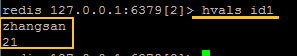 redis 127.0.0.1:6379[2]> hvals id1
zhangsan
21